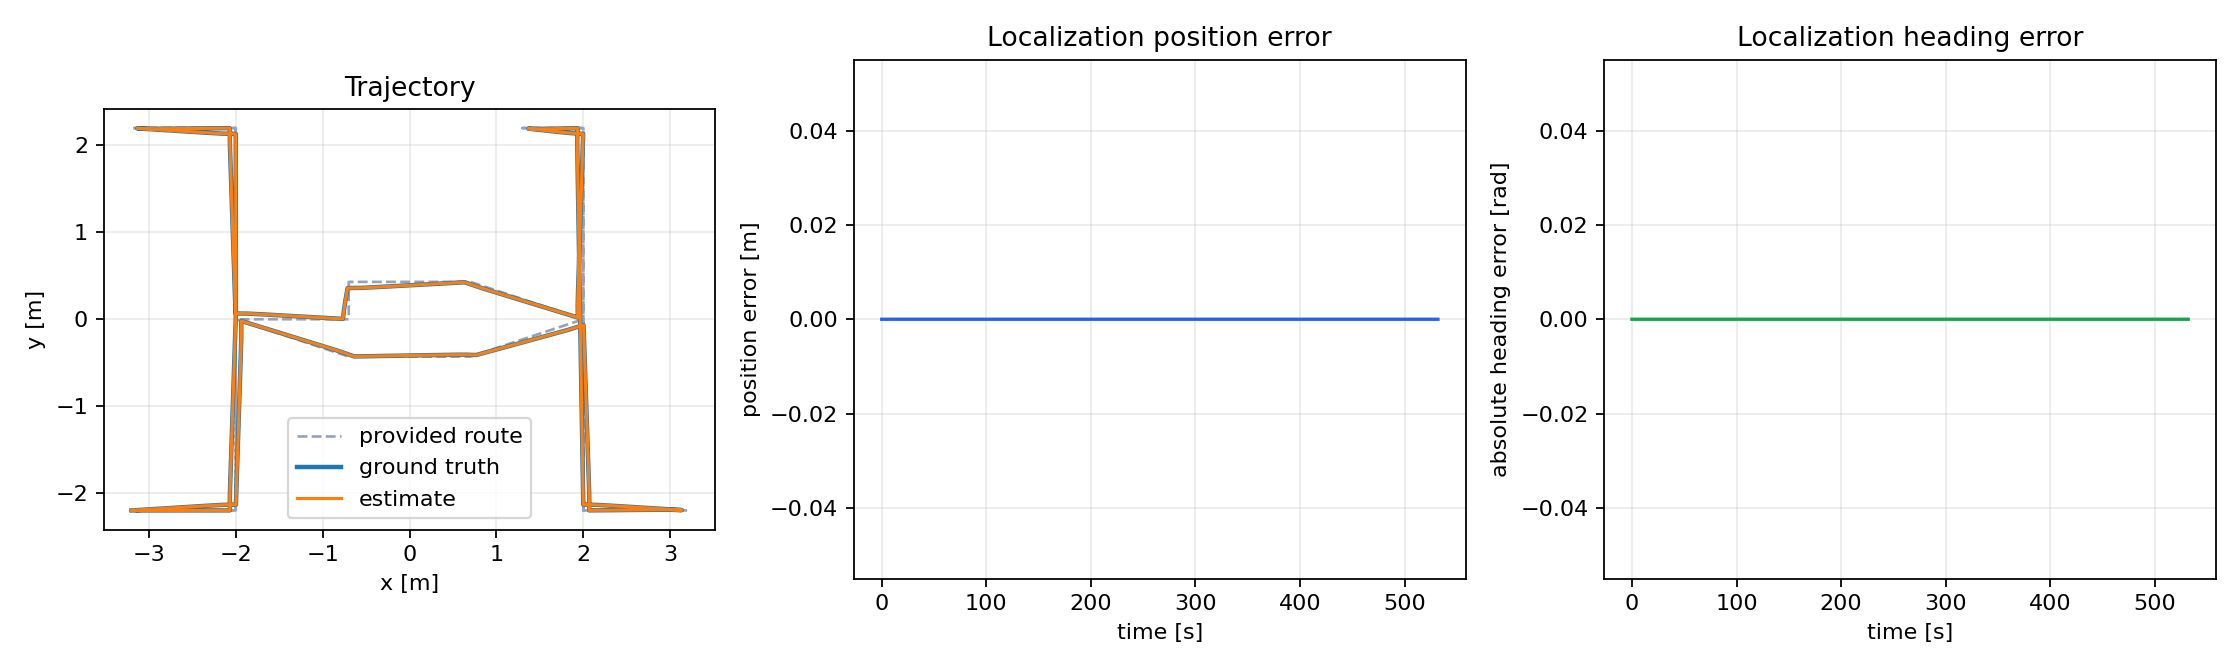 Trajectory
2
1
0
−1
−2
y [m]
−3
−2
−1
0
1
2
3
x [m]
provided route
ground truth
estimate
Localization position error
0.04
0.02
0.00
−0.02
−0.04
position error [m]
0
100
200
300
400
500
time [s]
Localization heading error
0.04
0.02
0.00
−0.02
−0.04
absolute heading error [rad]
0
100
200
300
400
500
time [s]